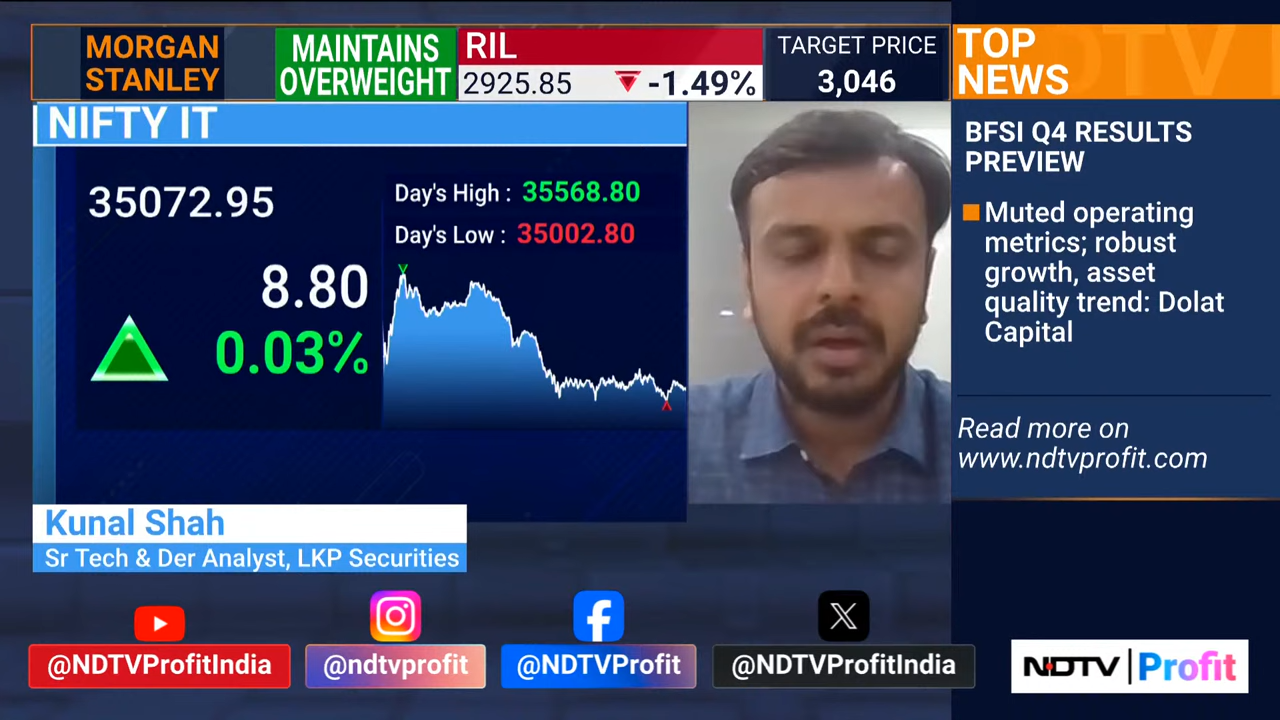 MORGAN
STANLEY
MAINTAINS
OVERWEIGHT
RIL
2925.85 -1.49%
TARGET PRICE
3,046
TOP
NEWS
NIFTY IT
35072.95
8.80
0.03%
Day's High : 35568.80
Day's Low : 35002.80
BFSI Q4 RESULTS
PREVIEW
Muted operating
metrics; robust
growth, asset
quality trend: Dolat
Capital
Read more on
www.ndtvprofit.com
Kunal Shah
Sr Tech & Der Analyst, LKP Securities
@NDTVProfitIndia
@ndtvprofit
@NDTVProfit
@NDTVProfitIndia
NDTV Profit